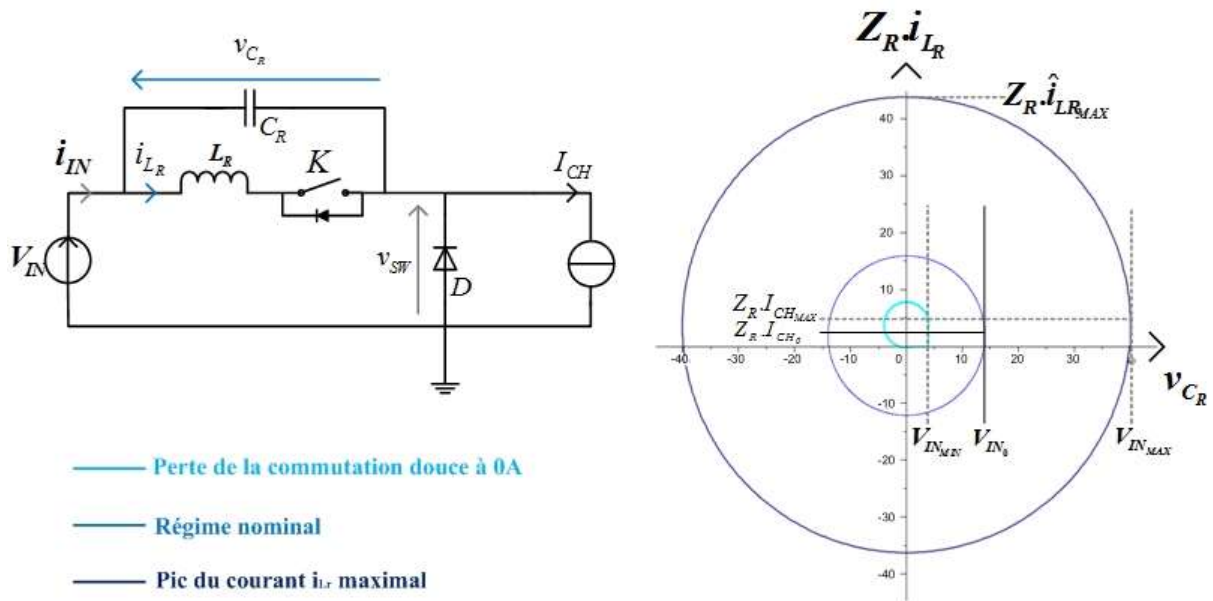 v_{C_R}
C_R
i_{IN}
i_{L_R}
L_R
K
I_{CH}
V_{IN}
v_{SW}
D
Perte de la commutation douce à 0A
Régime nominal
Pic du courant i_{Lr} maximal
Z_R.i_{L_R}
Z_R.î_{LR_{MAX}}
40
30
20
10
0
-10
-20
-30
-40
-40
-30
-20
-10
0
10
20
30
40
Z_R.I_{CH_{MAX}}
Z_R.I_{CH_0}
v_{C_R}
V_{IN_{MIN}}
V_{IN_0}
V_{IN_{MAX}}